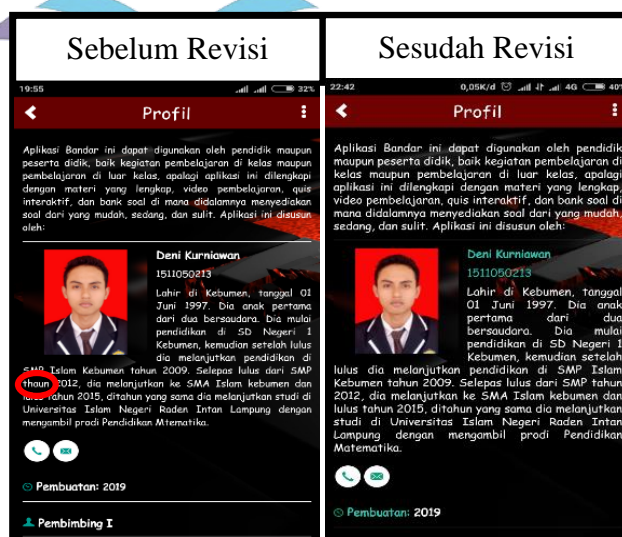 Sebelum Revisi
19:55
32%
Profil
Aplikasi Bandar ini dapat digunakan oleh pendidik maupun
peserta didik, baik kegiatan pembelajaran di kelas maupun
pembelajaran di luar kelas, apalagi aplikasi ini dilengkapi
dengan materi yang lengkap, video pembelajaran, quis
interaktif, dan bank soal di mana didalamnya menyediakan
soal dari yang mudah, sedang, dan sulit. Aplikasi ini disusun
oleh:
Deni Kurniawan
1511050213
Lahir di Kebumen, tanggal 01
Juni 1997. Dia anak pertama
dari dua bersaudara. Dia mulai
pendidikan di SD Negeri 1
Kebumen, kemudian setelah lulus
dia melanjutkan pendidikan di
SMP Islam Kebumen tahun 2009. Selepas lulus dari SMP
thaun 2012, dia melanjutkan ke SMA Islam kebumen dan
lulus tahun 2015, ditahun yang sama dia melanjutkan studi di
Universitas Islam Negeri Raden Intan Lampung dengan
mengambil prodi Pendidikan Mtematika.
Pembuatan: 2019
Pembimbing I
Sesudah Revisi
22:42
0,05K/d
4G
40%
Profil
Aplikasi Bandar ini dapat digunakan oleh pendidik
maupun peserta didik, baik kegiatan pembelajaran di
kelas maupun pembelajaran di luar kelas, apalagi
aplikasi ini dilengkapi dengan materi yang lengkap,
video pembelajaran, quis interaktif, dan bank soal di
mana didalamnya menyediakan soal dari yang mudah,
sedang, dan sulit. Aplikasi ini disusun oleh:
Deni Kurniawan
1511050213
Lahir di Kebumen, tanggal
01 Juni 1997. Dia anak
pertama dari dua
bersaudara. Dia mulai
pendidikan di SD Negeri 1
Kebumen, kemudian setelah
lulus dia melanjutkan pendidikan di SMP Islam
Kebumen tahun 2009. Selepas lulus dari SMP tahun
2012, dia melanjutkan ke SMA Islam kebumen dan
lulus tahun 2015, ditahun yang sama dia melanjutkan
studi di Universitas Islam Negeri Raden Intan
Lampung dengan mengambil prodi Pendidikan
Matematika.
Pembuatan: 2019